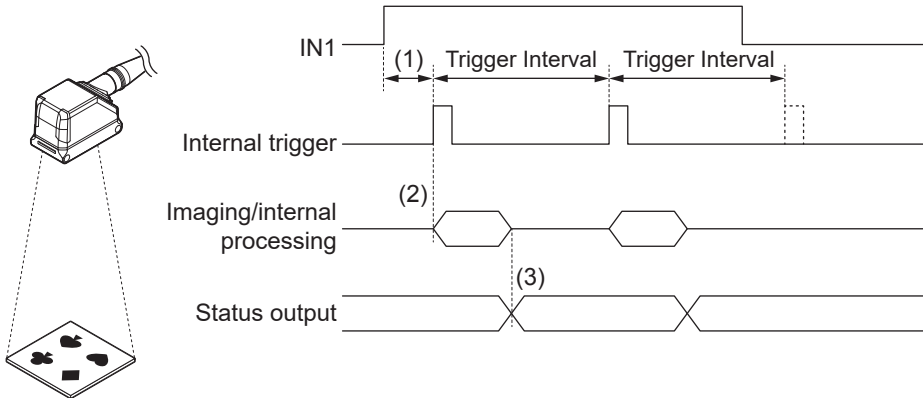 IN1
(1)
Trigger Interval
Trigger Interval
Internal trigger
(2)
Imaging/internal
processing
(3)
Status output